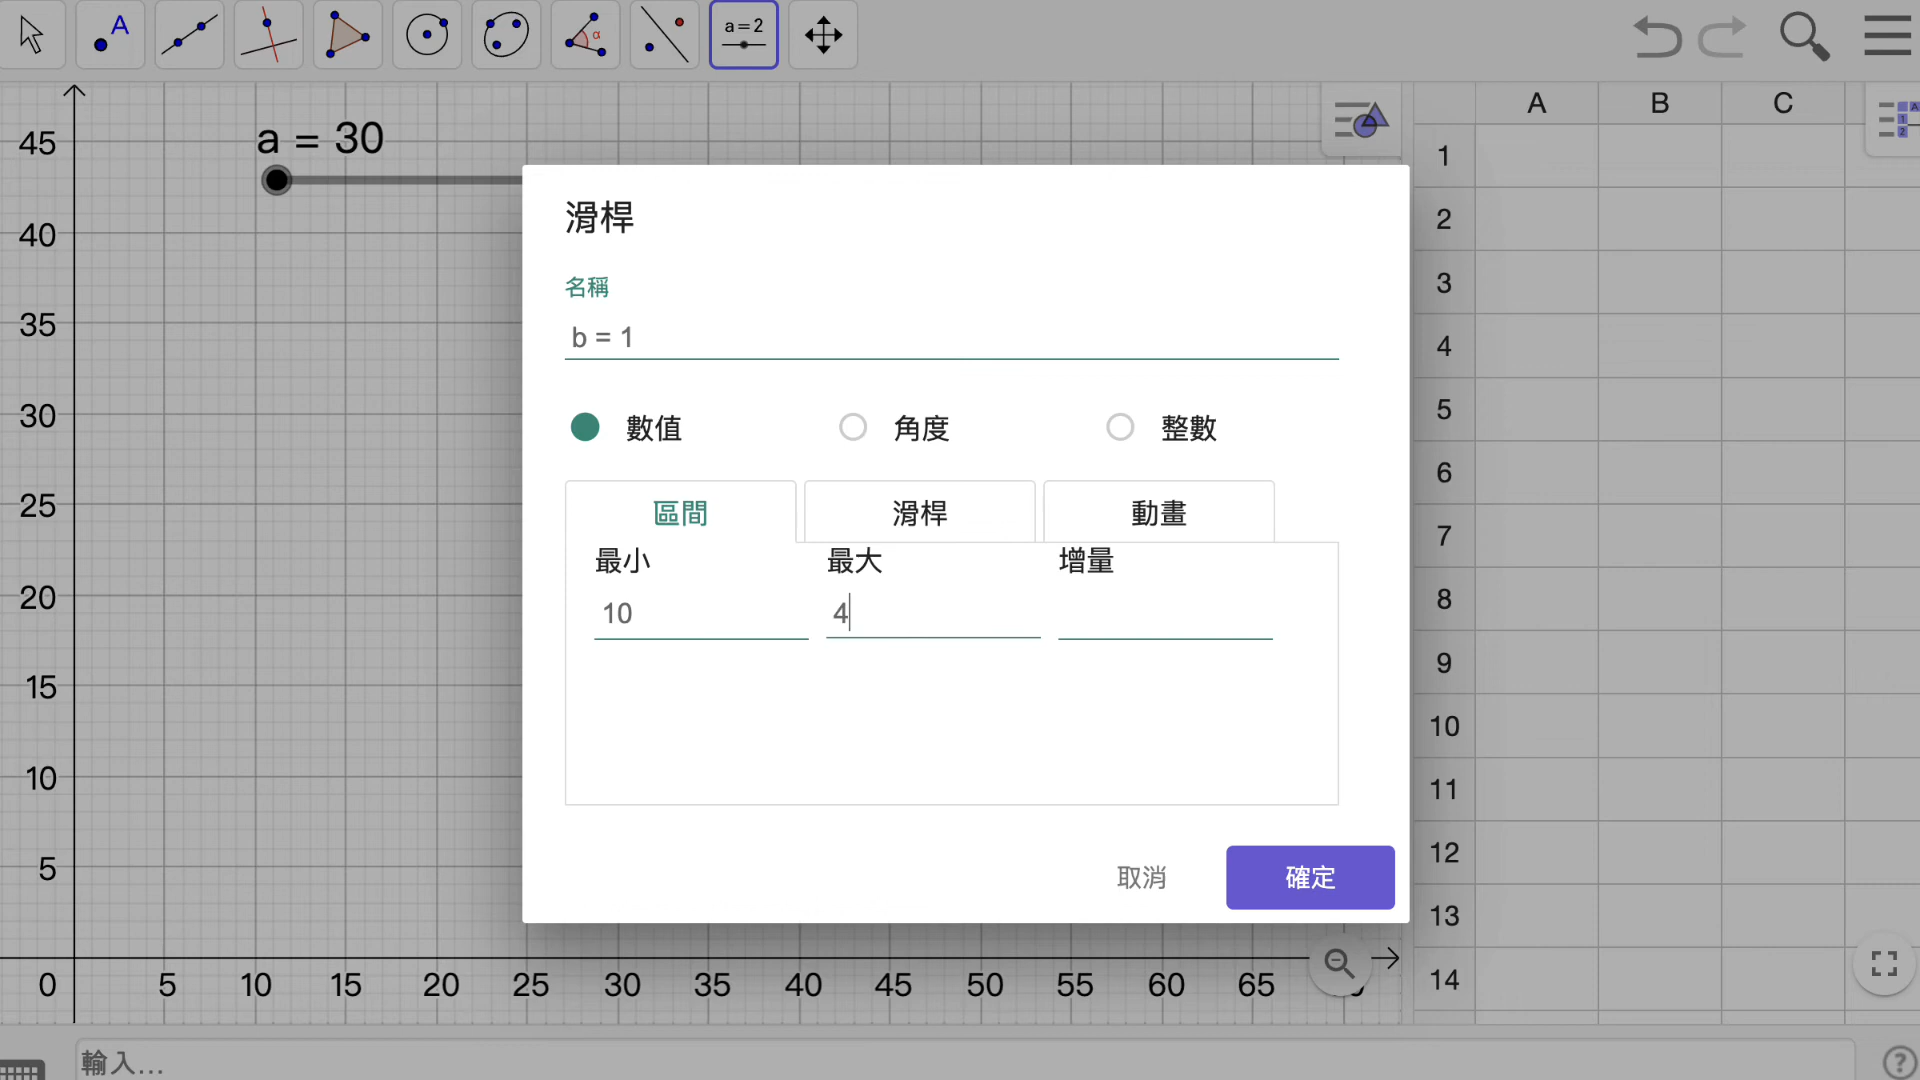 A
α
a=2
a = 30
45
40
35
30
25
20
15
10
5
0
5 10 15 20 25 30 35 40 45 50 55 60 65
滑桿
名稱
b = 1
數值 角度 整數
區間 滑桿 動畫
最小 最大 增量
10 4
取消 確定
A B C
1
2
3
4
5
6
7
8
9
10
11
12
13
14
A
1
2
輸入...
?